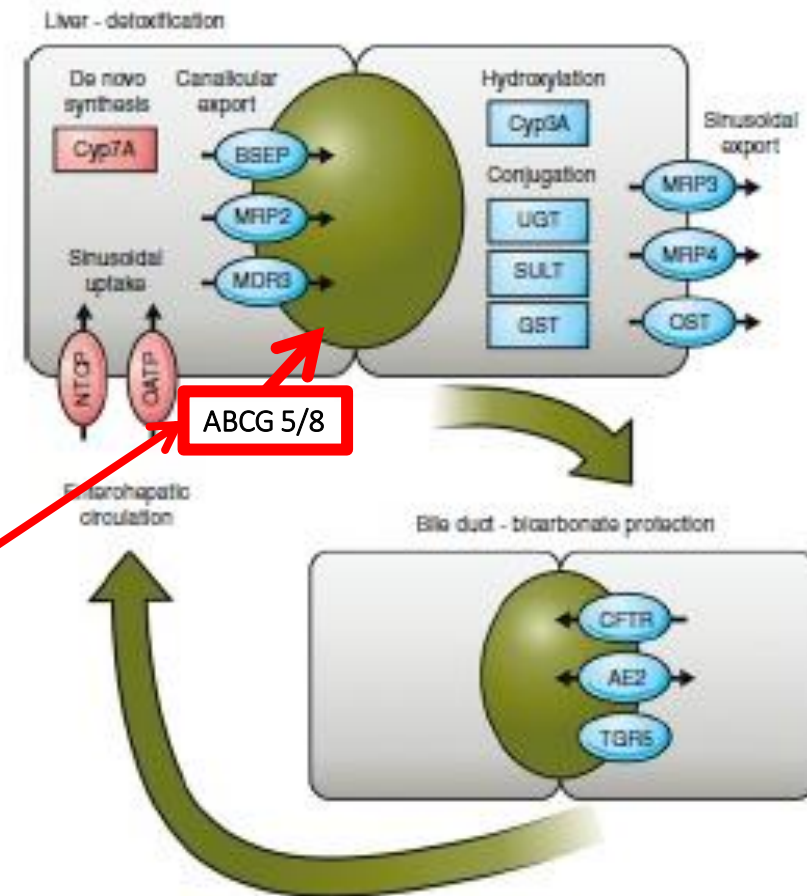 Liver - detoxification
De novo
synthesis
Cyp7A
Canalicular
export
BSEP
MRP2
MDR3
Sinusoidal
uptake
NTCP
OATP
Hydroxylation
Cyp3A
Conjugation
UGT
SULT
GST
Sinusoidal
export
MRP3
MRP4
OST
ABCG 5/8
Enterohepatic
circulation
Bile duct - bicarbonate protection
CFTR
AE2
TGR5